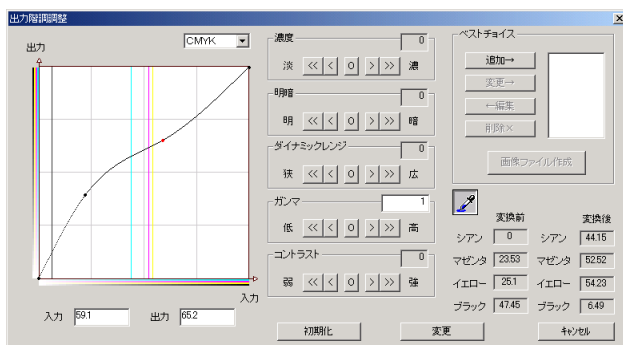 出力階調調整
出力
CMYK
入力
入力 59.1 出力 65.2
濃度 0
淡 << < 0 > >> 濃
明暗 0
明 << < 0 > >> 暗
ダイナミックレンジ 0
狭 << < 0 > >> 広
ガンマ 1
低 << < 0 > >> 高
コントラスト 0
弱 << < 0 > >> 強
ベストチョイス
追加→
変更→
←編集
削除×
画像ファイル作成
変換前 変換後
シアン 0 シアン 44.15
マゼンタ 23.53 マゼンタ 52.52
イエロー 25.1 イエロー 54.23
ブラック 47.45 ブラック 6.49
初期化 変更 キャンセル